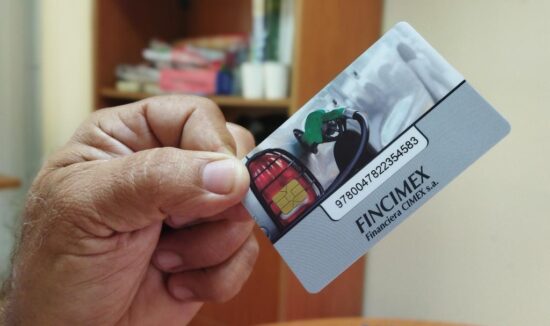 9780047822354583
FINCIMEX
Financiera CIMEX s.a.